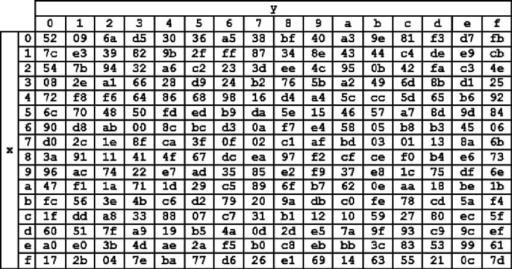 y
0 1 2 3 4 5 6 7 8 9 a b c d e f
0 52 09 6a d5 30 36 a5 38 bf 40 a3 9e 81 f3 d7 fb
1 7c e3 39 82 9b 2f ff 87 34 8e 43 44 c4 de e9 cb
2 54 7b 94 32 a6 c2 23 3d ee 4c 95 0b 42 fa c3 4e
3 08 2e a1 66 28 d9 24 b2 76 5b a2 49 6d 8b d1 25
4 72 f8 f6 64 86 68 98 16 d4 a4 5c cc 5d 65 b6 92
5 6c 70 48 50 fd ed b9 da 5e 15 46 57 a7 8d 9d 84
6 90 d8 ab 00 8c bc d3 0a f7 e4 58 05 b8 b3 45 06
x
7 d0 2c 1e 8f ca 3f 0f 02 c1 af bd 03 01 13 8a 6b
8 3a 91 11 41 4f 67 dc ea 97 f2 cf ce f0 b4 e6 73
9 96 ac 74 22 e7 ad 35 85 e2 f9 37 e8 1c 75 df 6e
a 47 f1 1a 71 1d 29 c5 89 6f b7 62 0e aa 18 be 1b
b fc 56 3e 4b c6 d2 79 20 9a db c0 fe 78 cd 5a f4
c 1f dd a8 33 88 07 c7 31 b1 12 10 59 27 80 ec 5f
d 60 51 7f a9 19 b5 4a 0d 2d e5 7a 9f 93 c9 9c ef
e a0 e0 3b 4d ae 2a f5 b0 c8 eb bb 3c 83 53 99 61
f 17 2b 04 7e ba 77 d6 26 e1 69 14 63 55 21 0c 7d